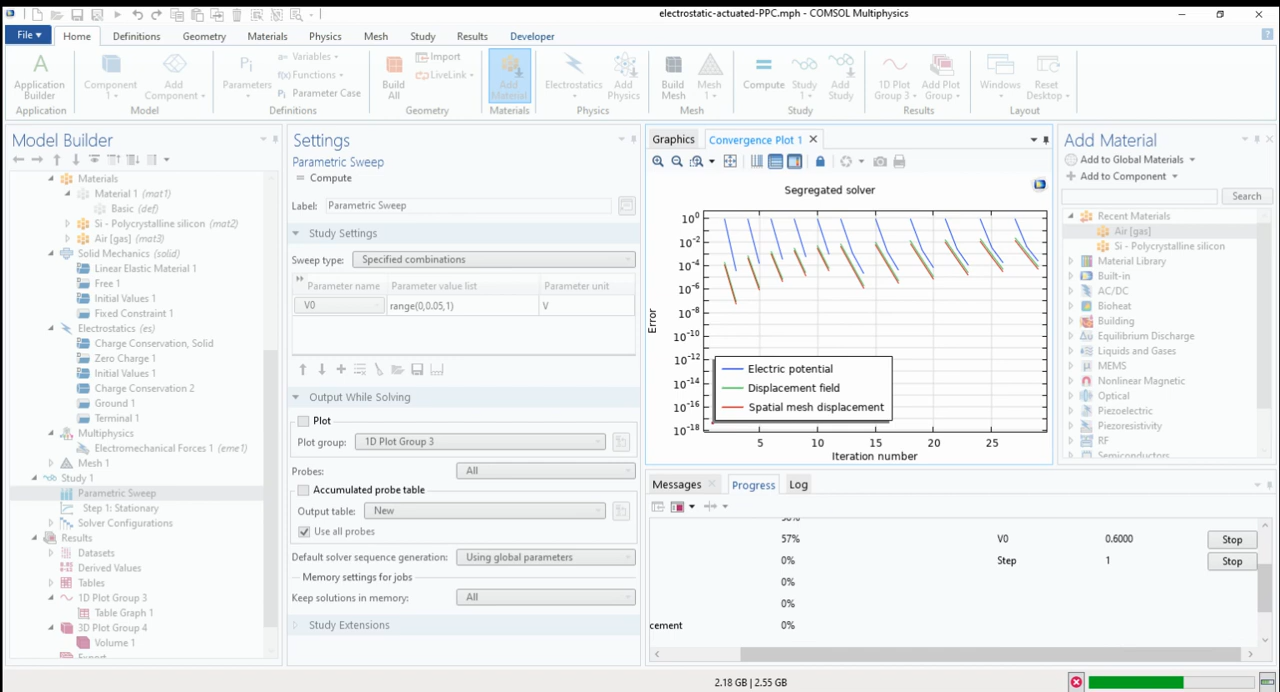 electrostatic-actuated-PPC.mph - COMSOL Multiphysics
File
Home
Definitions
Geometry
Materials
Physics
Mesh
Study
Results
Developer
Application
Builder
Application
Component
1
Add
Component
Model
Pi
Parameters
a= Variables
f(x) Functions
Pi Parameter Case
Definitions
Build
All
Import
LiveLink
Geometry
Add
Material
Materials
Electrostatics
Add
Physics
Physics
Build
Mesh
Mesh
1
Mesh
Compute
Study
1
Add
Study
Study
1D Plot
Group 3
Add Plot
Group
Results
Windows
Reset
Desktop
Layout
Model Builder
Materials
Material 1 (mat1)
Basic (def)
Si - Polycrystalline silicon (mat2)
Air [gas] (mat3)
Solid Mechanics (solid)
Linear Elastic Material 1
Free 1
Initial Values 1
Fixed Constraint 1
Electrostatics (es)
Charge Conservation, Solid
Zero Charge 1
Initial Values 1
Charge Conservation 2
Ground 1
Terminal 1
Multiphysics
Electromechanical Forces 1 (eme1)
Mesh 1
Study 1
Parametric Sweep
Step 1: Stationary
Solver Configurations
Results
Datasets
Derived Values
Tables
1D Plot Group 3
Table Graph 1
3D Plot Group 4
Volume 1
Export
Settings
Parametric Sweep
= Compute
Label: Parametric Sweep
Study Settings
Sweep type: Specified combinations
Parameter name Parameter value list Parameter unit
V0 range(0,0.05,1) V
Output While Solving
Plot
Plot group: 1D Plot Group 3
Probes: All
Accumulated probe table
Output table: New
Use all probes
Default solver sequence generation: Using global parameters
Memory settings for jobs
Keep solutions in memory: All
Study Extensions
Graphics
Convergence Plot 1
Segregated solver
10^0
10^-2
10^-4
10^-6
10^-8
10^-10
10^-12
10^-14
10^-16
10^-18
Error
Electric potential
Displacement field
Spatial mesh displacement
5 10 15 20 25
Iteration number
Messages
Progress
Log
57% V0 0.6000 Stop
0% Step 1 Stop
0%
0%
cement 0%
Add Material
Add to Global Materials
Add to Component
Search
Recent Materials
Air [gas]
Si - Polycrystalline silicon
Material Library
Built-in
AC/DC
Bioheat
Building
Equilibrium Discharge
Liquids and Gases
MEMS
Nonlinear Magnetic
Optical
Piezoelectric
Piezoresistivity
RF
Semiconductors
2.18 GB | 2.55 GB